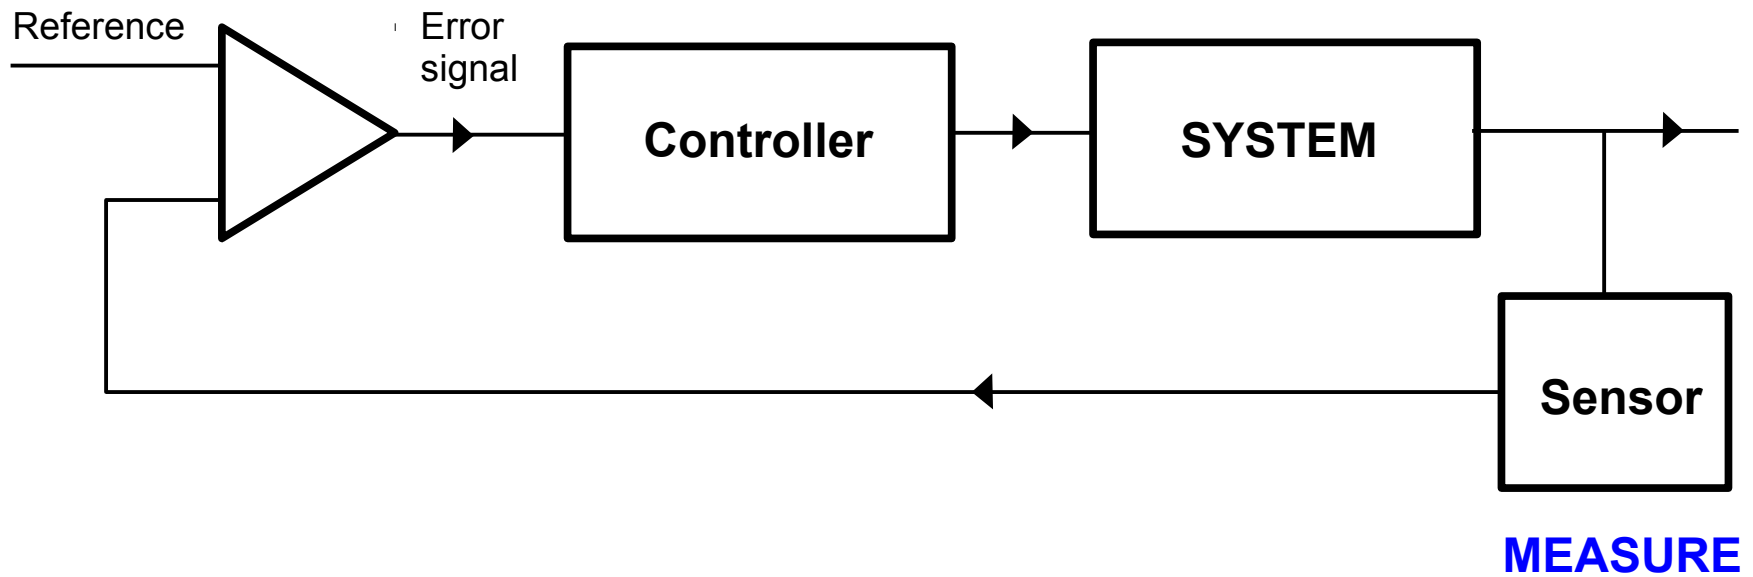 Reference
Error
signal
Controller
SYSTEM
Sensor
MEASURE